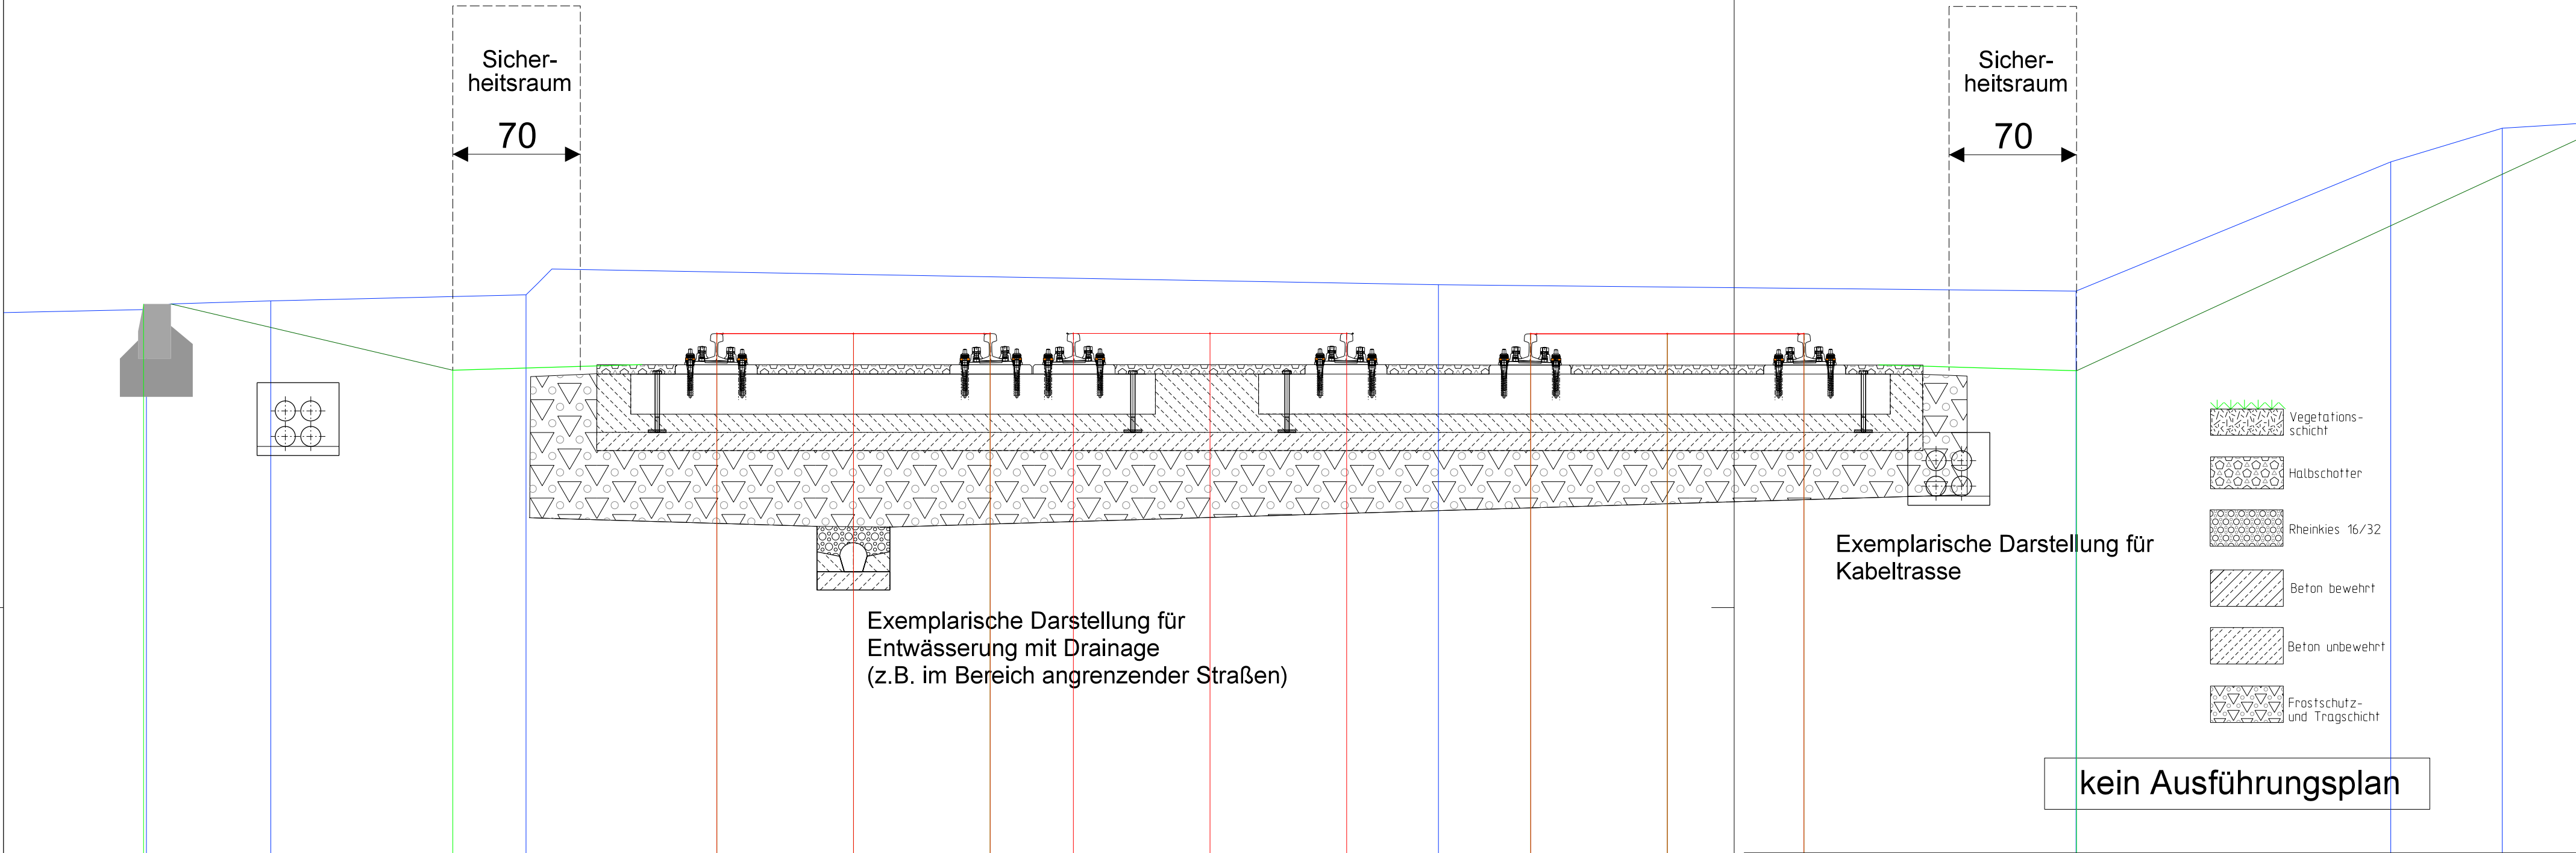 Sicher-
heitsraum
70
Sicher-
heitsraum
70
Exemplarische Darstellung für
Entwässerung mit Drainage
(z.B. im Bereich angrenzender Straßen)
Exemplarische Darstellung für
Kabeltrasse
Vegetations-
schicht
Halbschotter
Rheinkies 16/32
Beton bewehrt
Beton unbewehrt
Frostschutz-
und Tragschicht
kein Ausführungsplan